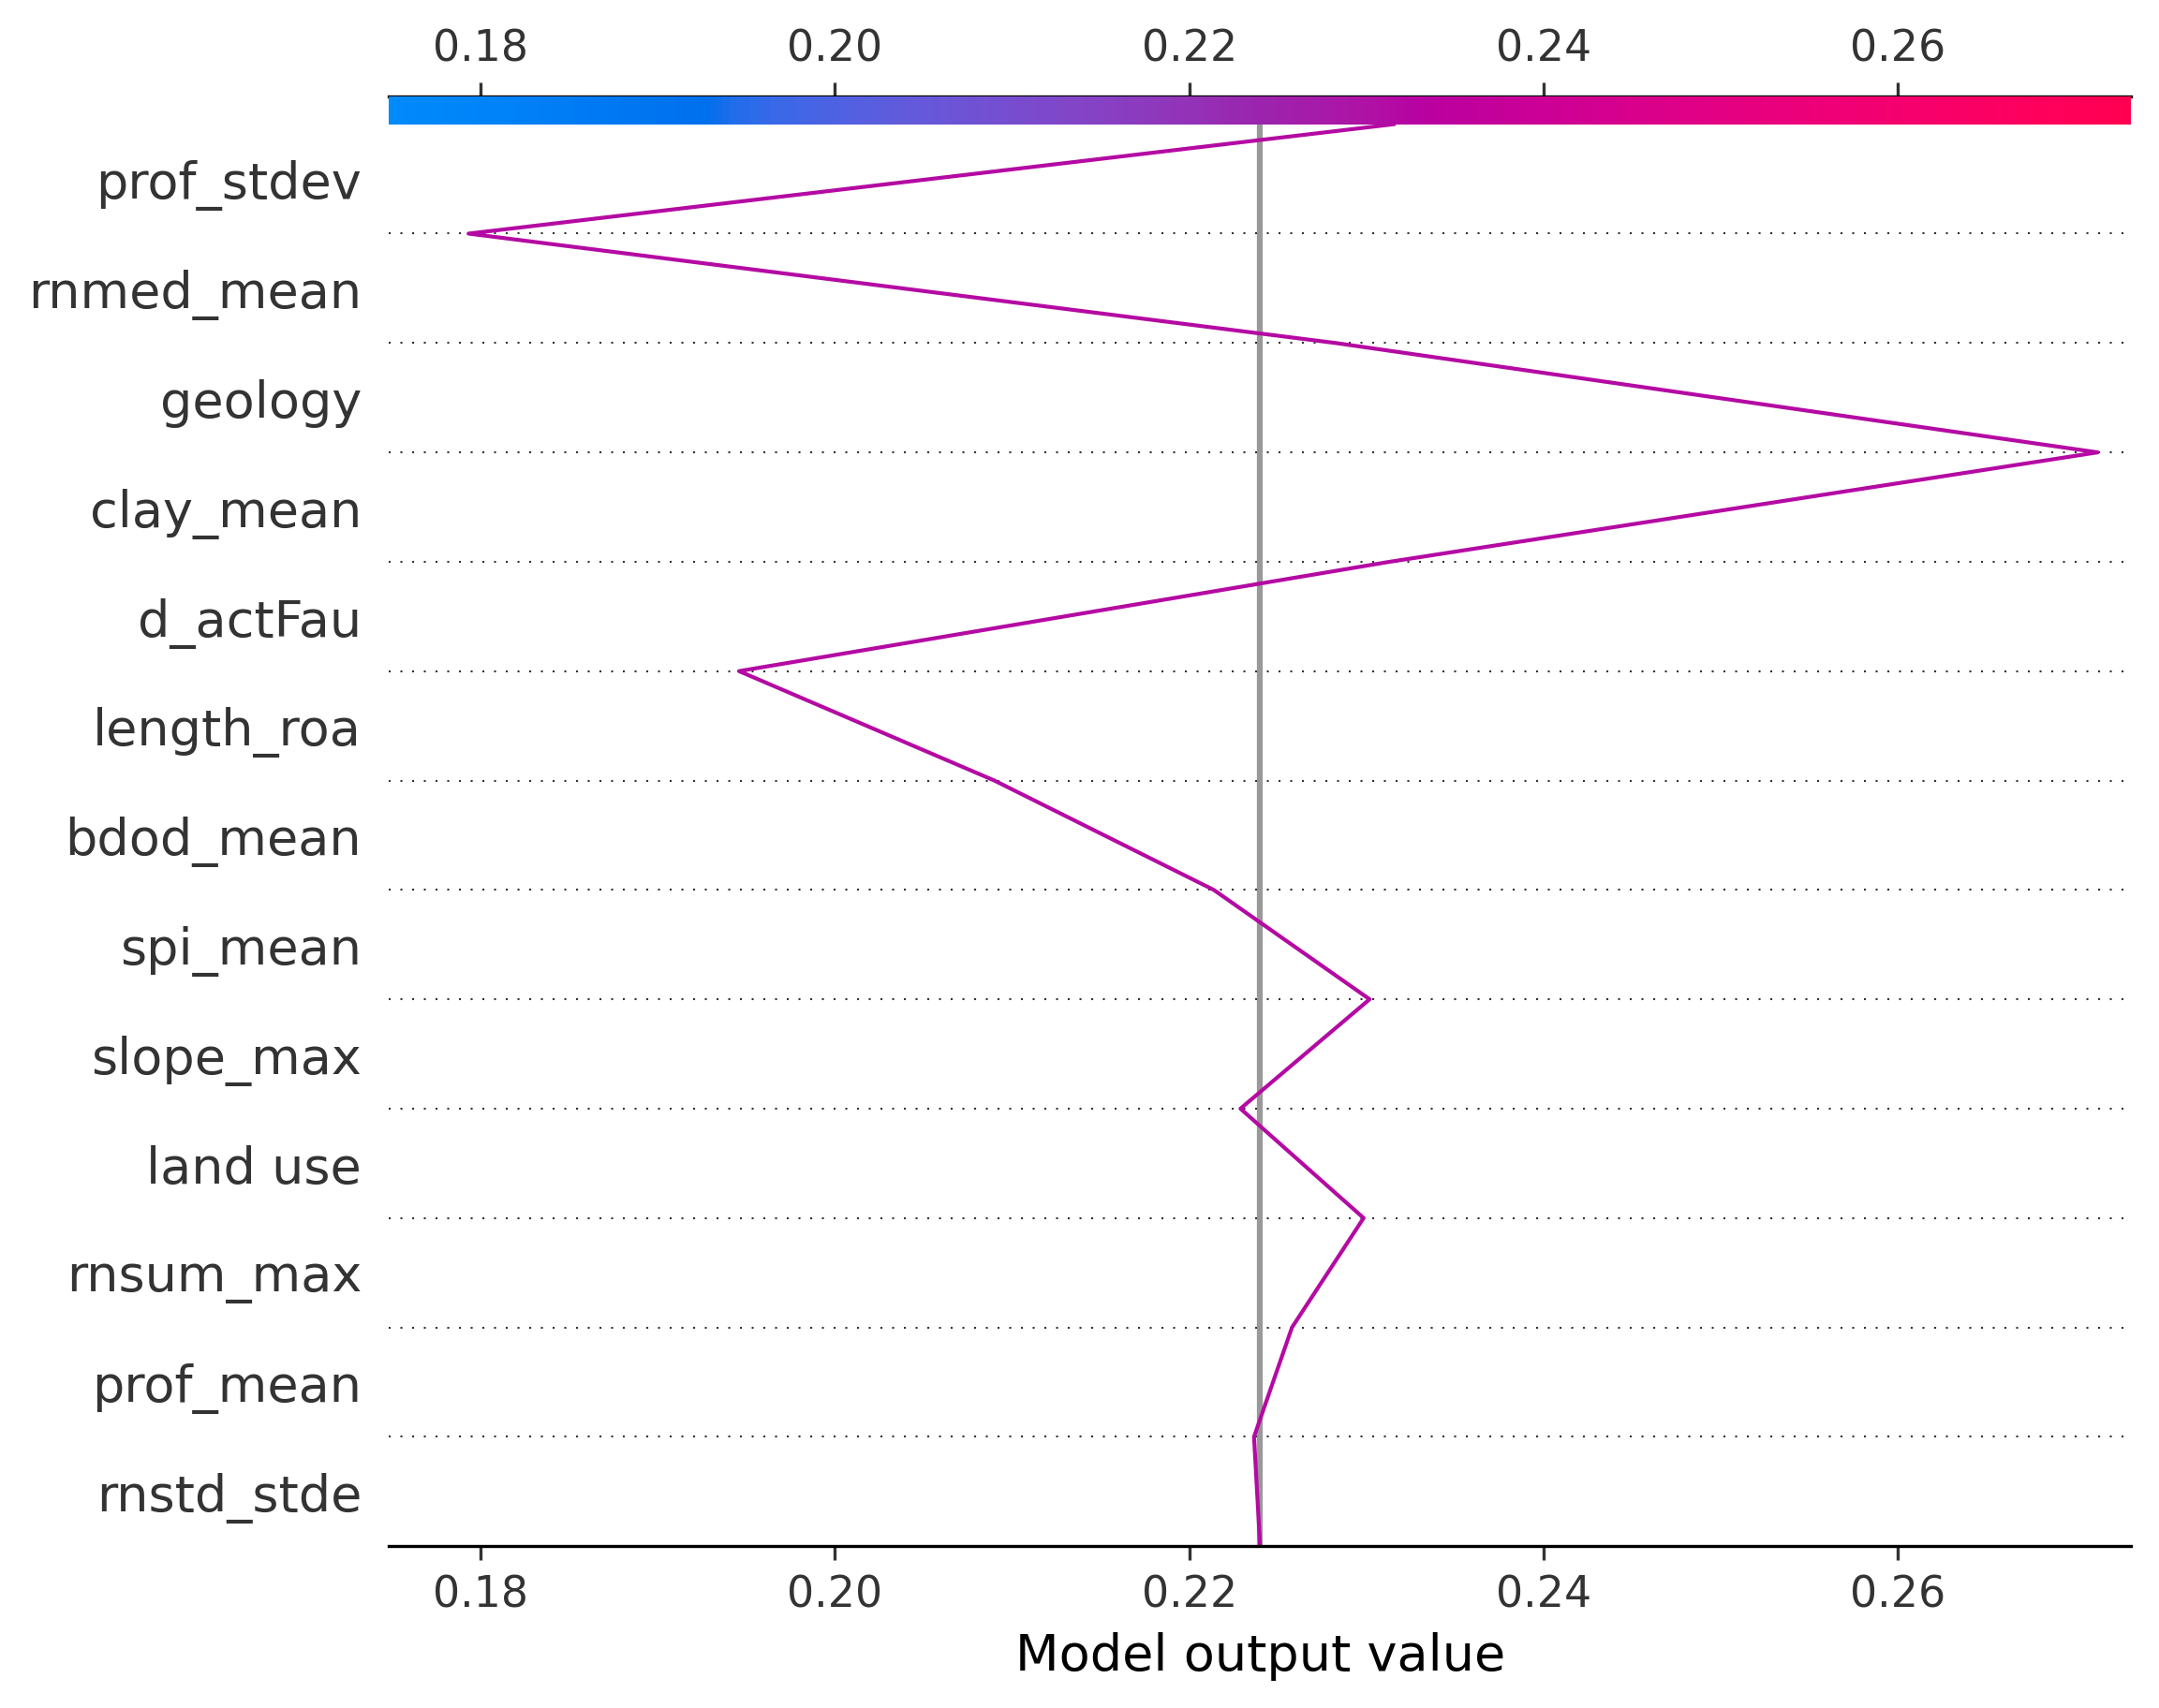 0.18 0.20 0.22 0.24 0.26
prof_stdev
rnmed_mean
geology
clay_mean
d_actFau
length_roa
bdod_mean
spi_mean
slope_max
land use
rnsum_max
prof_mean
rnstd_stde
0.18 0.20 0.22 0.24 0.26
Model output value